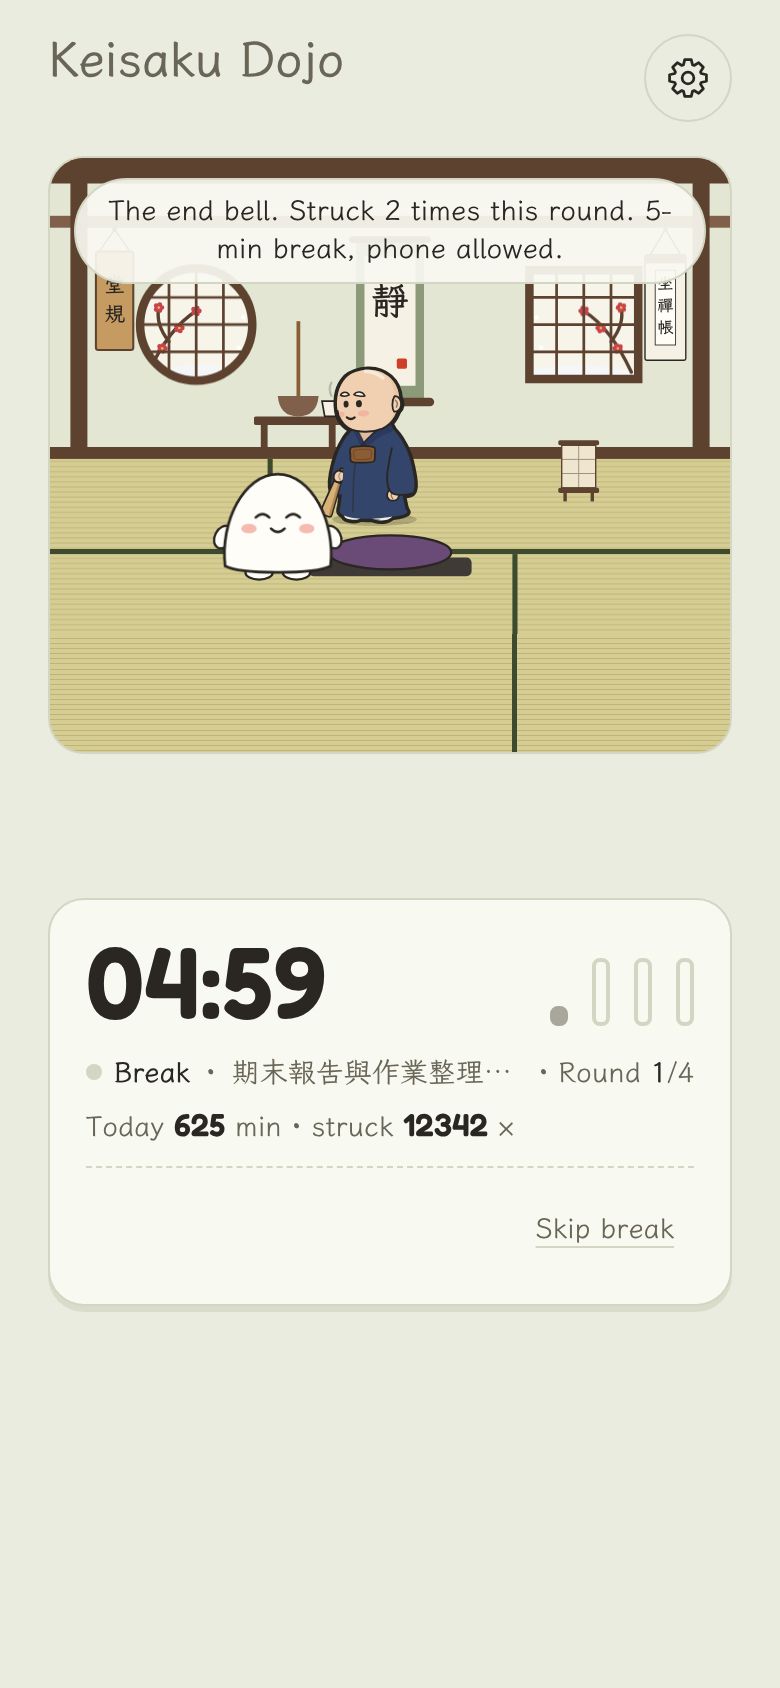 Keisaku Dojo
The end bell. Struck 2 times this round. 5-
min break, phone allowed.
堂規
靜
坐禪帳
04:59
Break · 期末報告與作業整理… · Round 1/4
Today 625 min · struck 12342 ×
Skip break